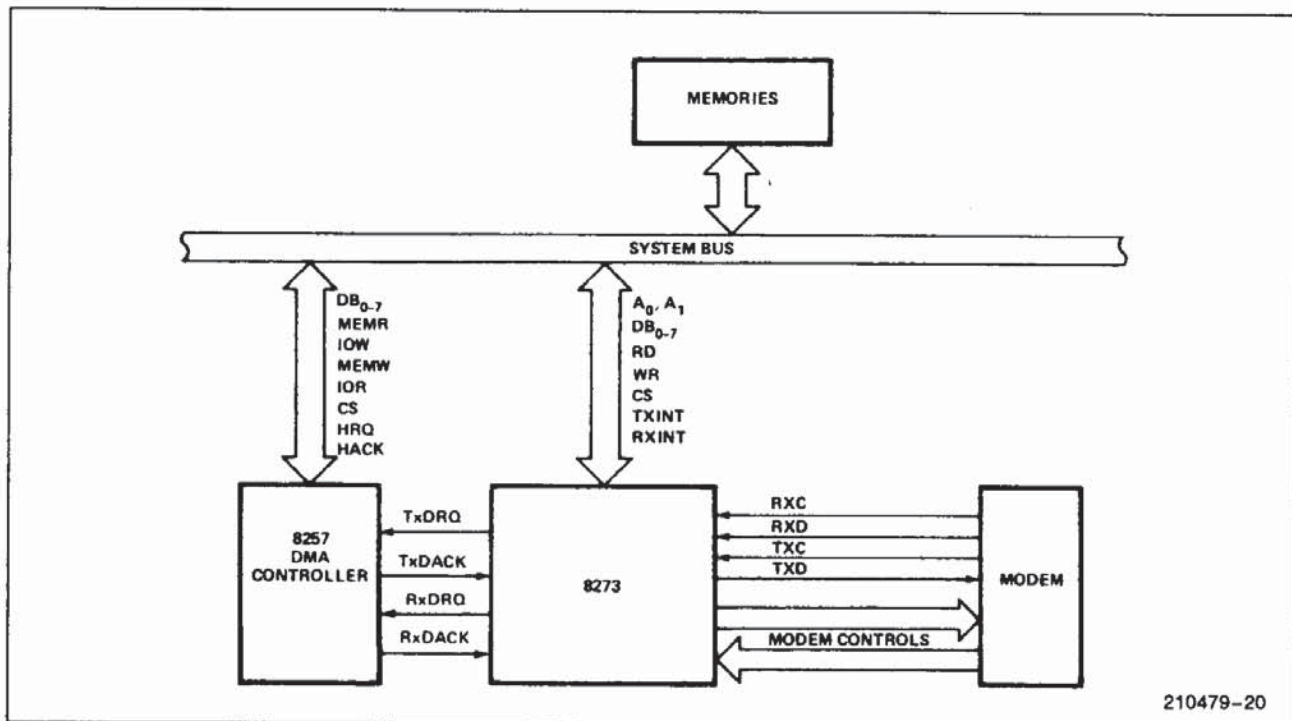 MEMORIES
SYSTEM BUS
DB0-7
MEMR
IOW
MEMW
IOR
CS
HRQ
HACK
A0, A1
DB0-7
RD
WR
CS
TXINT
RXINT
8257
DMA
CONTROLLER
TxDRQ
TxDACK
RxDRQ
RxDACK
8273
RXC
RXD
TXC
TXD
MODEM CONTROLS
MODEM
210479-20